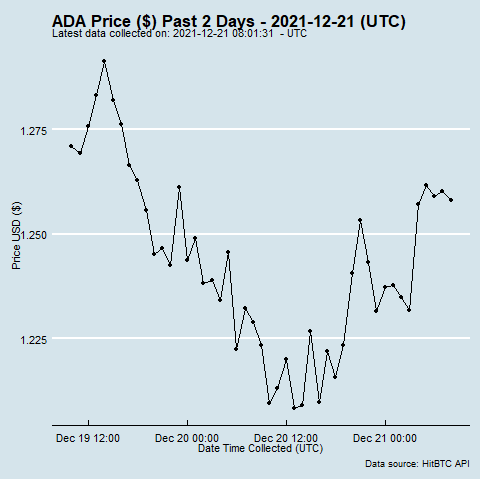 ADA Price ($) Past 2 Days - 2021-12-21 (UTC)
Latest data collected on: 2021-12-21 08:01:31  - UTC
Price USD ($)
1.275
1.250
1.225
Dec 19 12:00
Dec 20 00:00
Dec 20 12:00
Dec 21 00:00
Date Time Collected (UTC)
Data source: HitBTC API